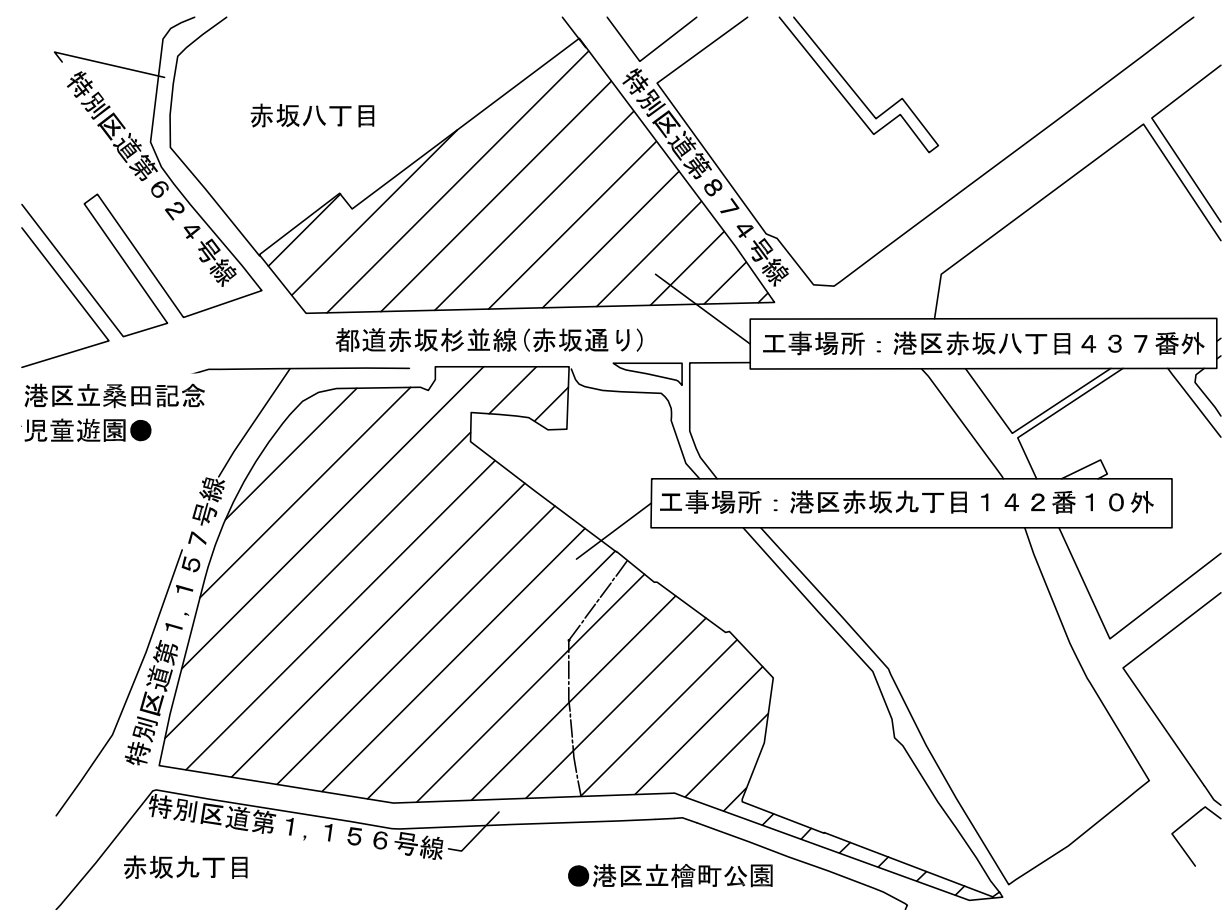 特別区道第６２４号線
赤坂八丁目
特別区道第８７４号線
都道赤坂杉並線(赤坂通り)
工事場所：港区赤坂八丁目４３７番外
港区立桑田記念
児童遊園●
工事場所：港区赤坂九丁目１４２番１０外
特別区道第１,１５７号線
特別区道第１,１５６号線
赤坂九丁目
●港区立檜町公園